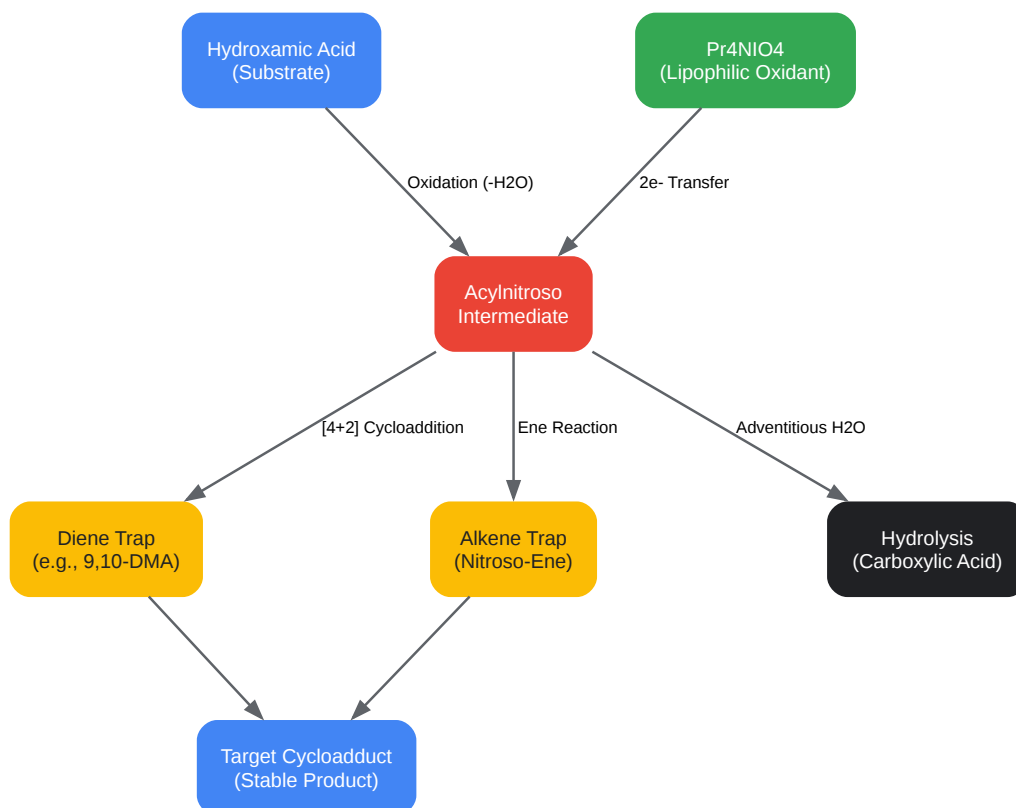 Hydroxamic Acid
(Substrate)
Pr4NIO4
(Lipophilic Oxidant)
Oxidation (-H2O)
2e- Transfer
Acylnitroso
Intermediate
[4+2] Cycloaddition
Ene Reaction
Adventitious H2O
Diene Trap
(e.g., 9,10-DMA)
Alkene Trap
(Nitroso-Ene)
Hydrolysis
(Carboxylic Acid)
Target Cycloadduct
(Stable Product)